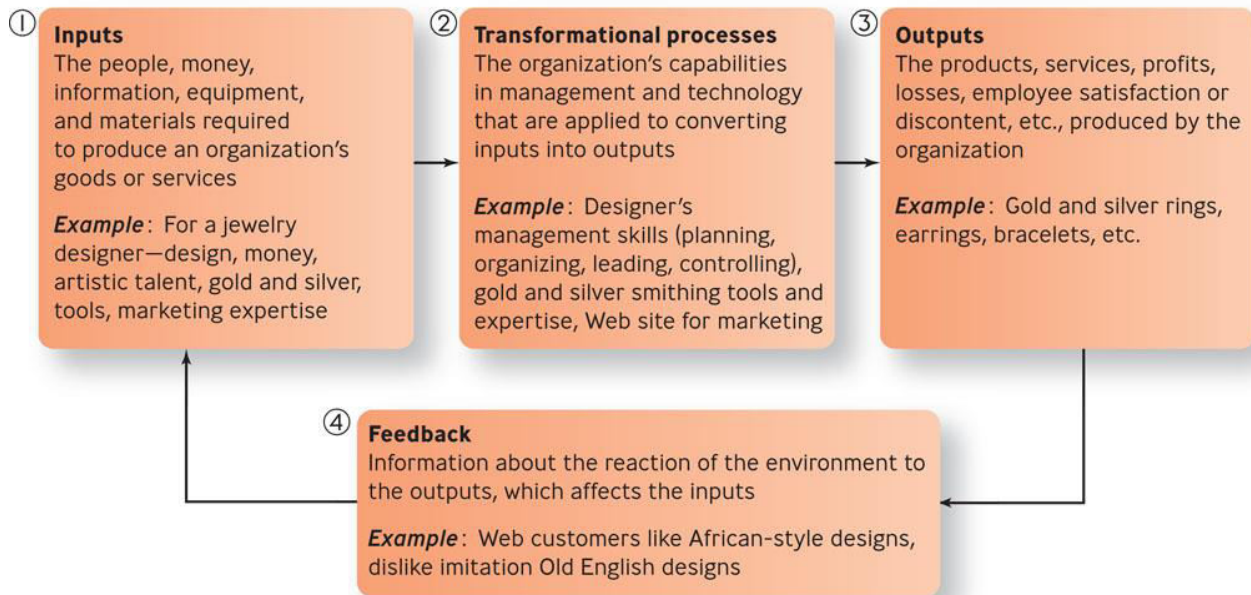 ①
Inputs
The people, money,
information, equipment,
and materials required
to produce an organization's
goods or services
Example: For a jewelry
designer—design, money,
artistic talent, gold and silver,
tools, marketing expertise
②
Transformational processes
The organization's capabilities
in management and technology
that are applied to converting
inputs into outputs
Example: Designer's
management skills (planning,
organizing, leading, controlling),
gold and silver smithing tools and
expertise, Web site for marketing
③
Outputs
The products, services, profits,
losses, employee satisfaction or
discontent, etc., produced by the
organization
Example: Gold and silver rings,
earrings, bracelets, etc.
④
Feedback
Information about the reaction of the environment to
the outputs, which affects the inputs
Example: Web customers like African-style designs,
dislike imitation Old English designs